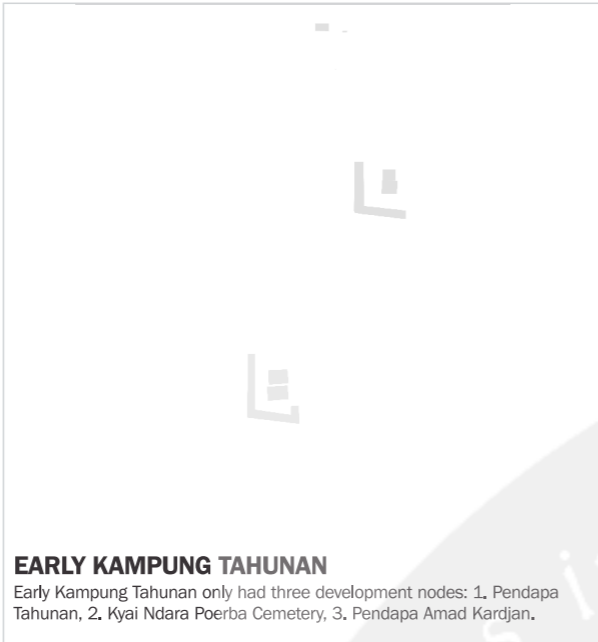 EARLY KAMPUNG TAHUNAN
Early Kampung Tahunan only had three development nodes: 1. Pendapa
Tahunan, 2. Kyai Ndara Poerba Cemetery, 3. Pendapa Amad Kardjan.